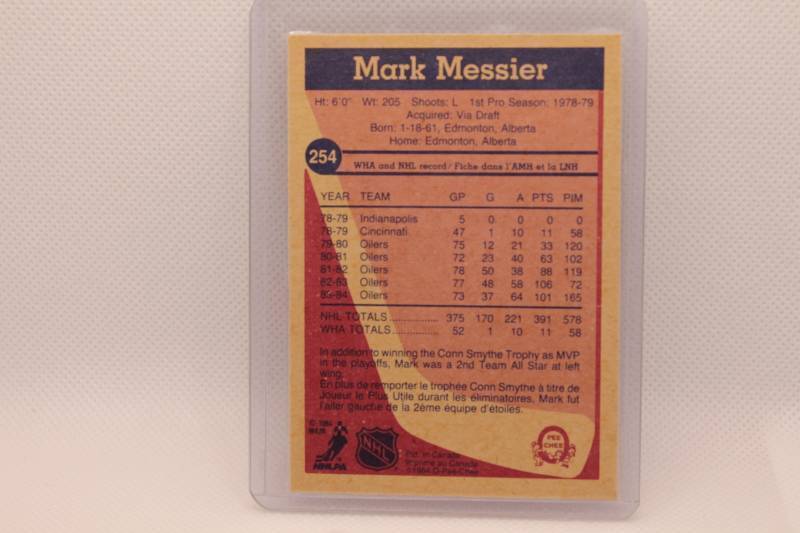 Mark Messier
Ht: 6'0" Wt: 205 Shoots: L 1st Pro Season: 1978-79
Acquired: Via Draft
Born: 1-18-61, Edmonton, Alberta
Home: Edmonton, Alberta
254
WHA and NHL record/Fiche dans l'AMH et la LNH
YEAR TEAM GP G A PTS PIM
78-79 Indianapolis 5 0 0 0 0
78-79 Cincinnati 47 1 10 11 58
79-80 Oilers 75 12 21 33 120
80-81 Oilers 72 23 40 63 102
81-82 Oilers 78 50 38 88 119
82-83 Oilers 77 48 58 106 72
83-84 Oilers 73 37 64 101 165
NHL TOTALS 375 170 221 391 578
WHA TOTALS 52 1 10 11 58
In addition to winning the Conn Smythe Trophy as MVP
in the playoffs, Mark was a 2nd Team All Star at left
wing.
En plus de remporter le trophée Conn Smythe à titre de
Joueur le Plus Utile durant les éliminatoires, Mark fut
l'ailer gauche de la 2ème équipe d'étoiles.
© 1984
NHLPA
NHL
Ptd. in Canada
Imprimé au Canada
©1984 O-Pee-Chee
PEE
CHEE